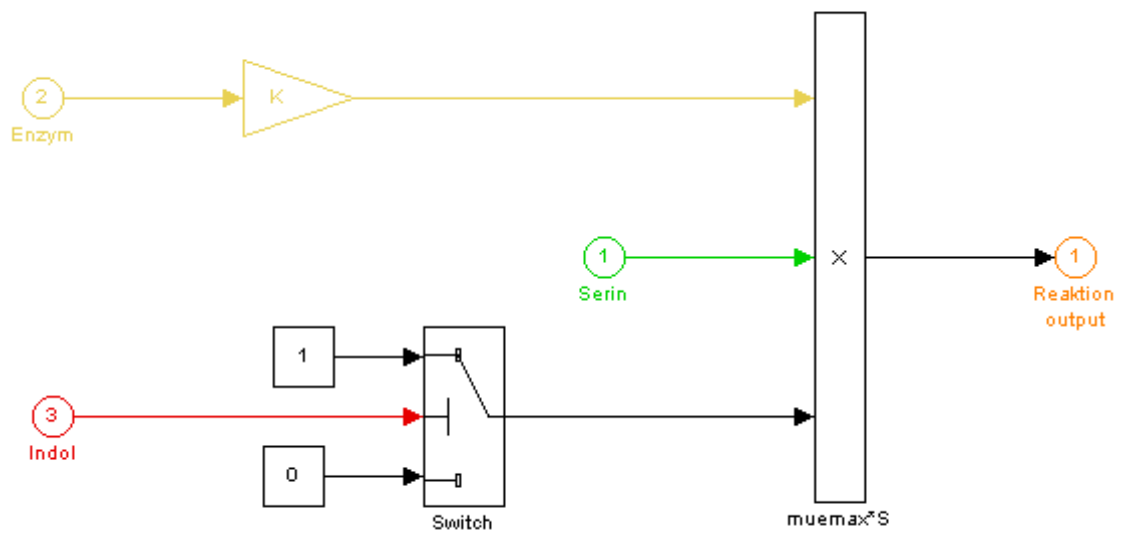 2
Enzym
K
1
Serin
X
1
Reaktion
output
1
3
Indol
0
Switch
muemax*S